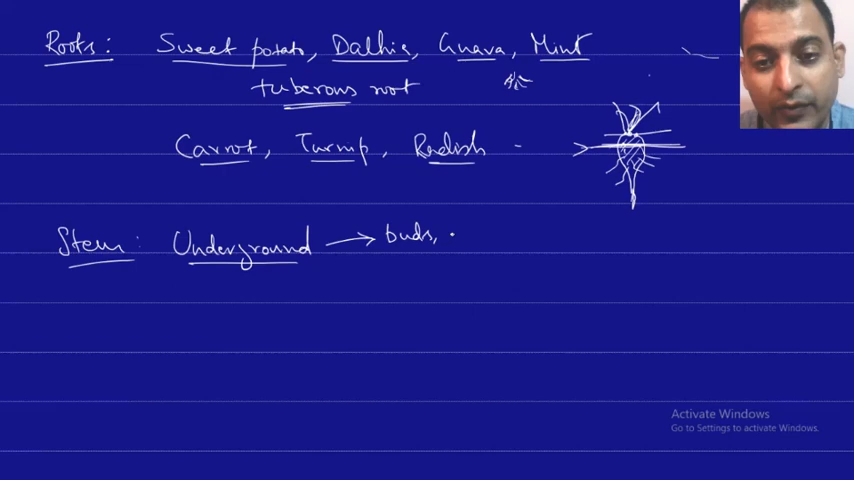 Roots: Sweet potato, Dalhia, Guava, Mint
tuberous root
Carrot, Turnip, Radish -
Stem: Underground → buds,
Activate Windows
Go to Settings to activate Windows.